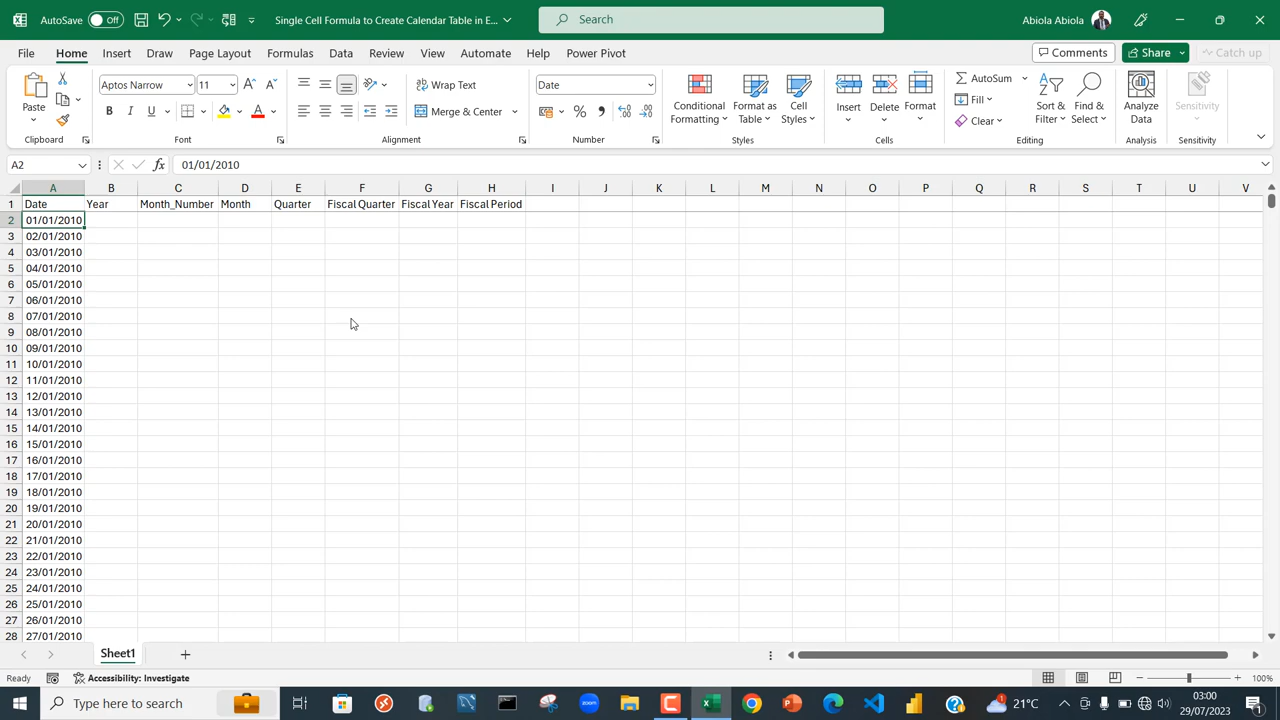 AutoSave Off Single Cell Formula to Create Calendar Table in E... Search Abiola Abiola
File Home Insert Draw Page Layout Formulas Data Review View Automate Help Power Pivot Comments Share Catch up
Aptos Narrow 11 Wrap Text Date AutoSum
Paste Conditional Formatting Format as Table Cell Styles Insert Delete Format Fill Sort & Filter Find & Select Analyze Data Sensitivity
B I U A Merge & Center % 9 Clear
Clipboard Font Alignment Number Styles Cells Editing Analysis Sensitivity
A2 fx 01/01/2010
A B C D E F G H I J K L M N O P Q R S T U V
1 Date Year Month_Number Month Quarter Fiscal Quarter Fiscal Year Fiscal Period
2 01/01/2010
3 02/01/2010
4 03/01/2010
5 04/01/2010
6 05/01/2010
7 06/01/2010
8 07/01/2010
9 08/01/2010
10 09/01/2010
11 10/01/2010
12 11/01/2010
13 12/01/2010
14 13/01/2010
15 14/01/2010
16 15/01/2010
17 16/01/2010
18 17/01/2010
19 18/01/2010
20 19/01/2010
21 20/01/2010
22 21/01/2010
23 22/01/2010
24 23/01/2010
25 24/01/2010
26 25/01/2010
27 26/01/2010
28 27/01/2010
Sheet1
Ready Accessibility: Investigate 100%
Type here to search 21°C 03:00
29/07/2023